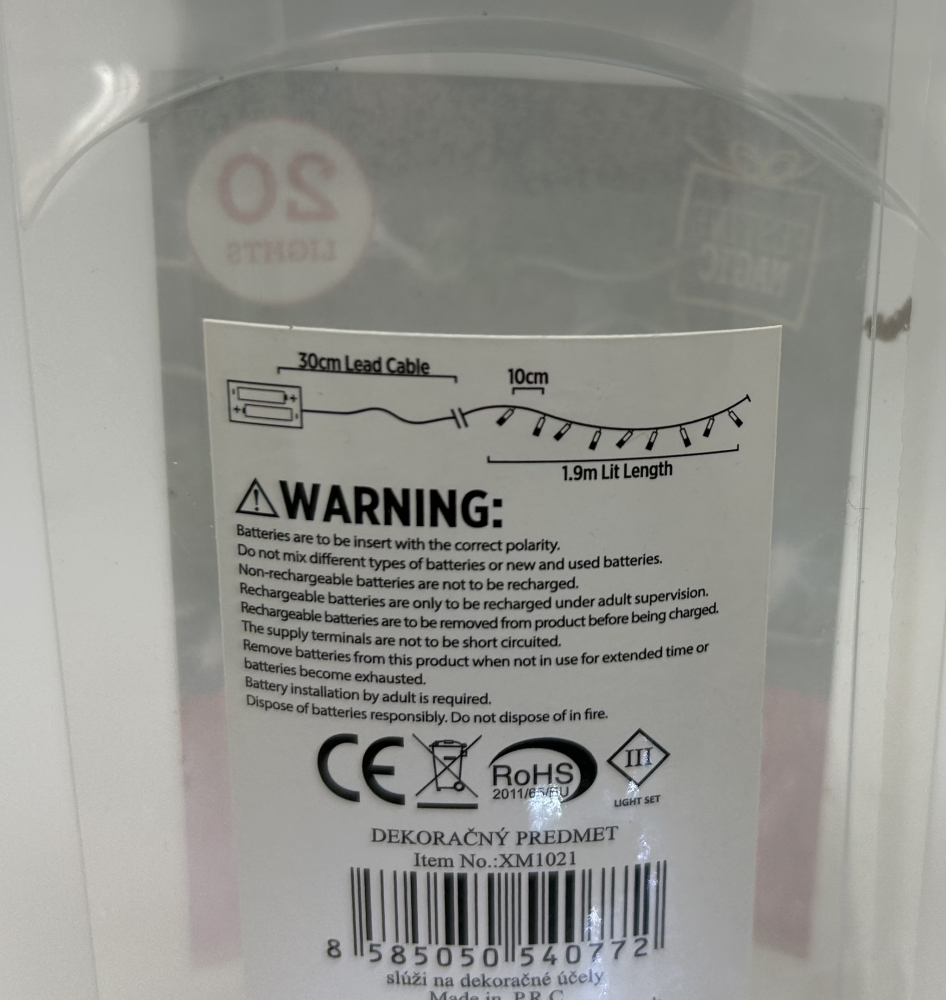 20
LIGHTS
FESTIVE
MAGIC
30cm Lead Cable
10cm
1.9m Lit Length
WARNING:
Batteries are to be insert with the correct polarity.
Do not mix different types of batteries or new and used batteries.
Non-rechargeable batteries are not to be recharged.
Rechargeable batteries are only to be recharged under adult supervision.
Rechargeable batteries are to be removed from product before being charged.
The supply terminals are not to be short circuited.
Remove batteries from this product when not in use for extended time or
batteries become exhausted.
Battery installation by adult is required.
Dispose of batteries responsibly. Do not dispose of in fire.
CE
RoHS
2011/65/EU
III
LIGHT SET
DEKORAČNÝ PREDMET
Item No.:XM1021
8 585050 540772
slúži na dekoračné účely
Made in P.R.C.